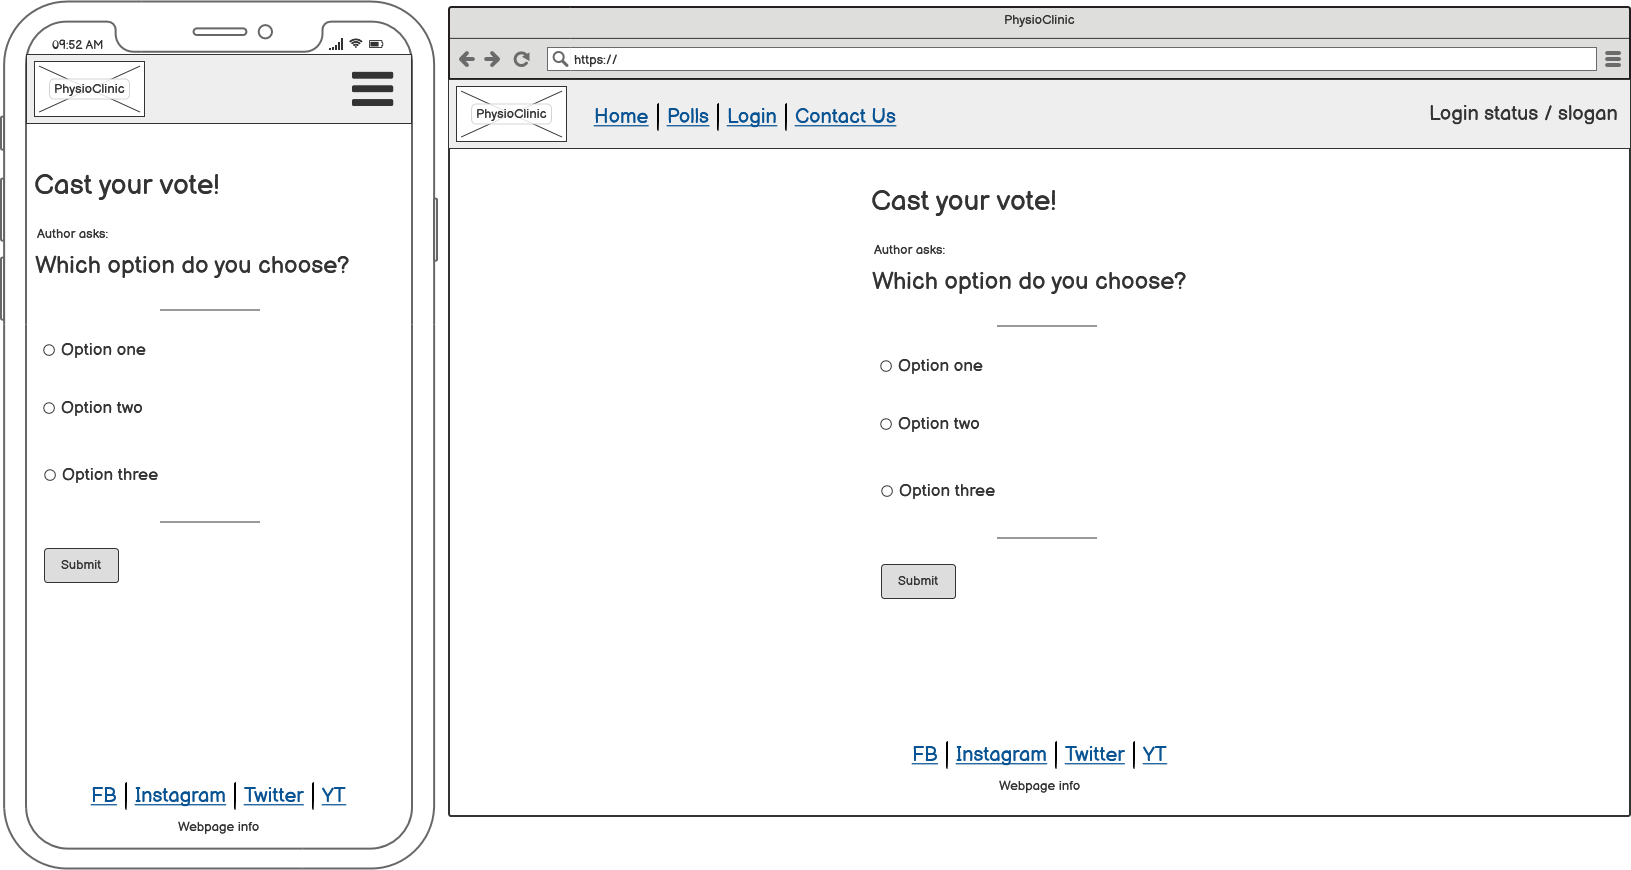 09:52 AM
PhysioClinic
Cast your vote!
Author asks:
Which option do you choose?
Option one
Option two
Option three
Submit
FB Instagram Twitter YT
Webpage info
PhysioClinic
https://
PhysioClinic
Home Polls Login Contact Us
Login status / slogan
Cast your vote!
Author asks:
Which option do you choose?
Option one
Option two
Option three
Submit
FB Instagram Twitter YT
Webpage info